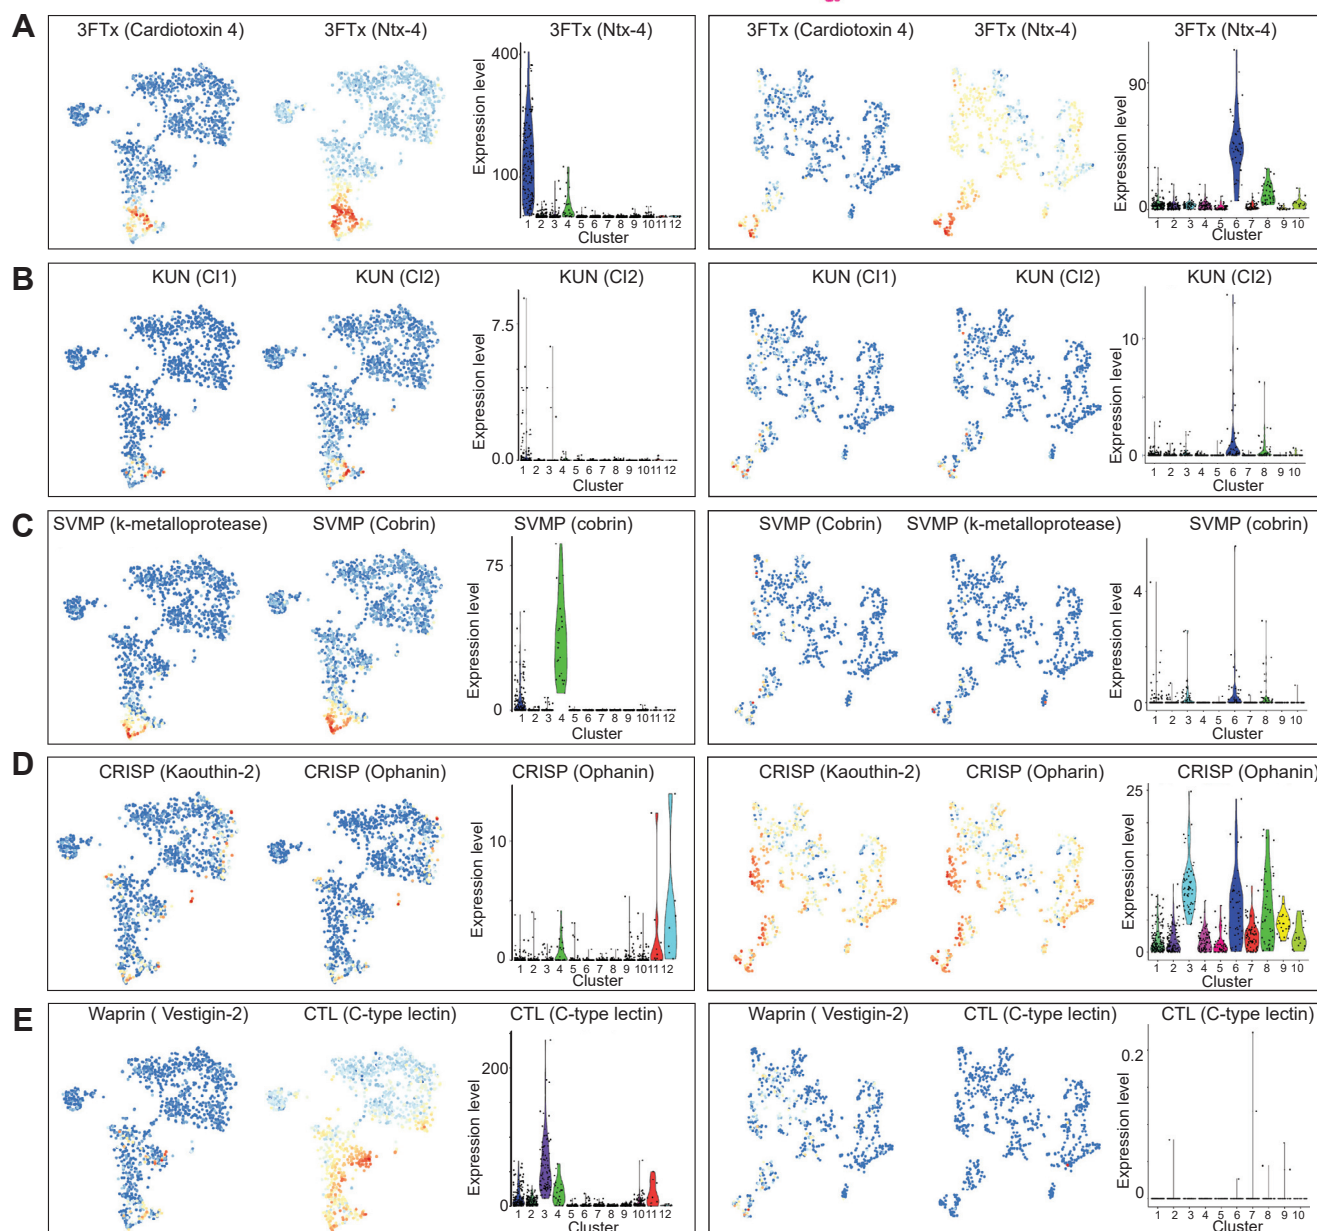 A
3FTx (Cardiotoxin 4)
3FTx (Ntx-4)
3FTx (Ntx-4)
Expression level
400
100
1 2 3 4 5 6 7 8 9 10 11 12
Cluster
3FTx (Cardiotoxin 4)
3FTx (Ntx-4)
3FTx (Ntx-4)
Expression level
90
0
1 2 3 4 5 6 7 8 9 10
Cluster
B
KUN (CI1)
KUN (CI2)
KUN (CI2)
Expression level
7.5
0.0
1 2 3 4 5 6 7 8 9 10 11 12
Cluster
KUN (CI1)
KUN (CI2)
KUN (CI2)
Expression level
10
0
1 2 3 4 5 6 7 8 9 10
Cluster
C
SVMP (k-metalloprotease)
SVMP (Cobrin)
SVMP (cobrin)
Expression level
75
0
1 2 3 4 5 6 7 8 9 10 11 12
Cluster
SVMP (Cobrin)
SVMP (k-metalloprotease)
SVMP (cobrin)
Expression level
4
0
1 2 3 4 5 6 7 8 9 10
Cluster
D
CRISP (Kaouthin-2)
CRISP (Ophanin)
CRISP (Ophanin)
Expression level
10
0
1 2 3 4 5 6 7 8 9 10 11 12
Cluster
CRISP (Kaouthin-2)
CRISP (Opharin)
CRISP (Ophanin)
Expression level
25
0
1 2 3 4 5 6 7 8 9 10
Cluster
E
Waprin ( Vestigin-2)
CTL (C-type lectin)
CTL (C-type lectin)
Expression level
200
0
1 2 3 4 5 6 7 8 9 10 11 12
Cluster
Waprin ( Vestigin-2)
CTL (C-type lectin)
CTL (C-type lectin)
Expression level
0.2
0
1 2 3 4 5 6 7 8 9 10
Cluster